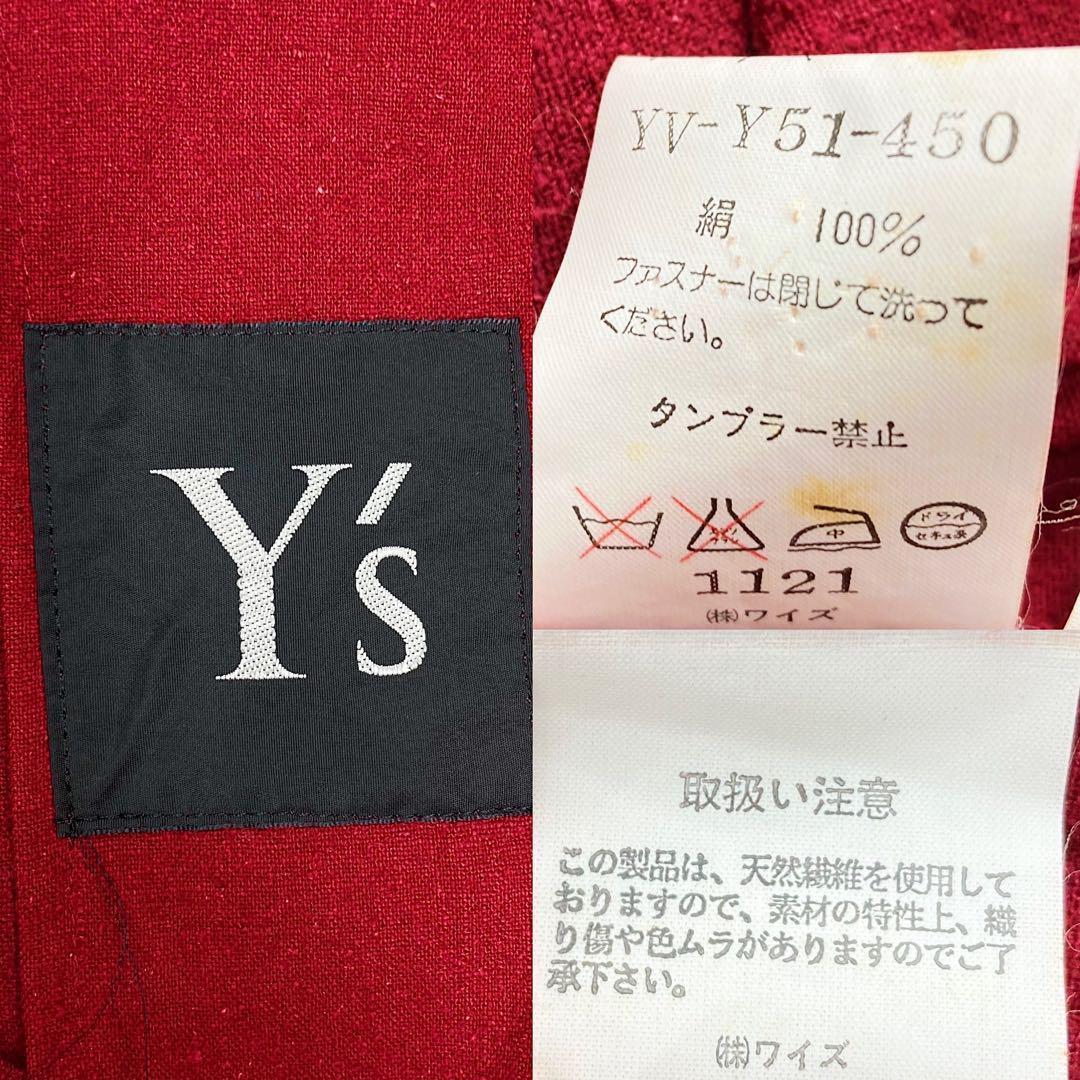 Y's
YV-Y51-450
絹 100%
ファスナーは閉じて洗って
ください。
タンブラー禁止
中
ドライ
セキユ系
1121
㈱ワイズ
取扱い注意
この製品は、天然繊維を使用して
おりますので、素材の特性上、織
り傷や色ムラがありますのでご了
承下さい。
㈱ワイズ